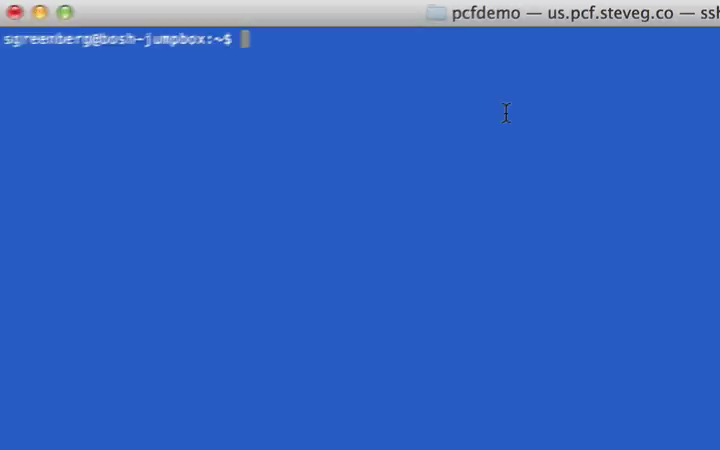 pcfdemo — us.pcf.steveg.co — ssh
sgreenberg@bosh-jumpbox:~$